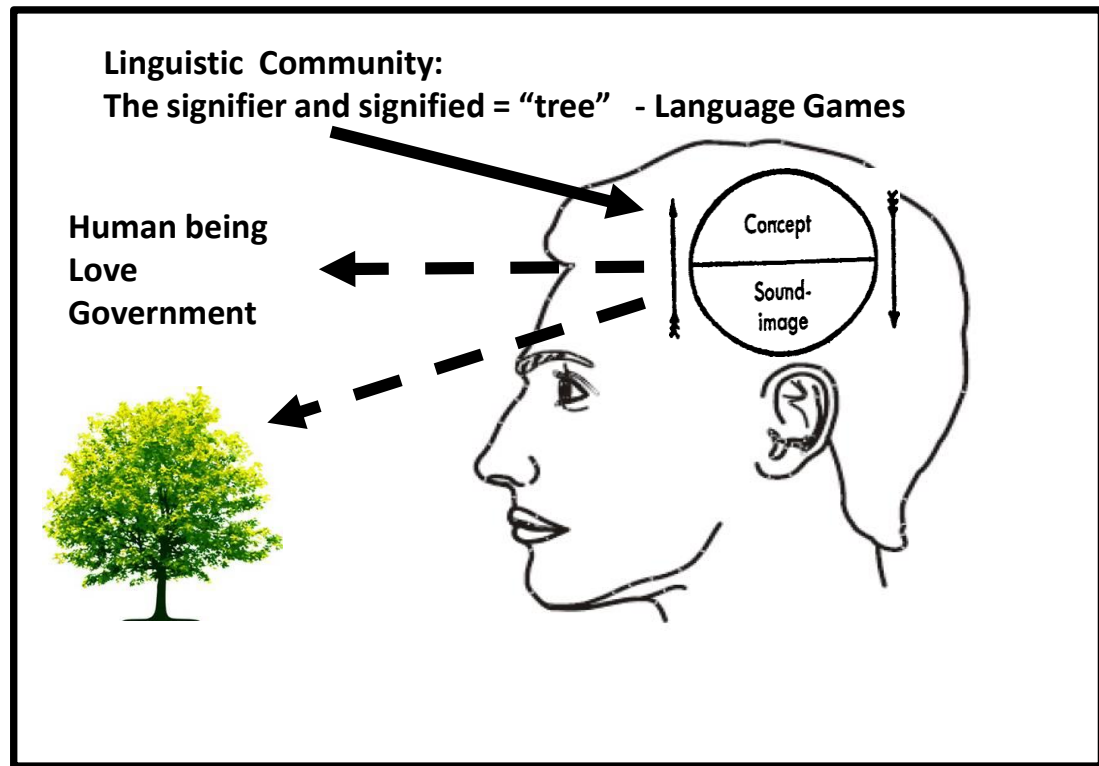 Linguistic Community:
The signifier and signified = “tree” - Language Games
Human being
Love
Government
Concept
Sound-
image